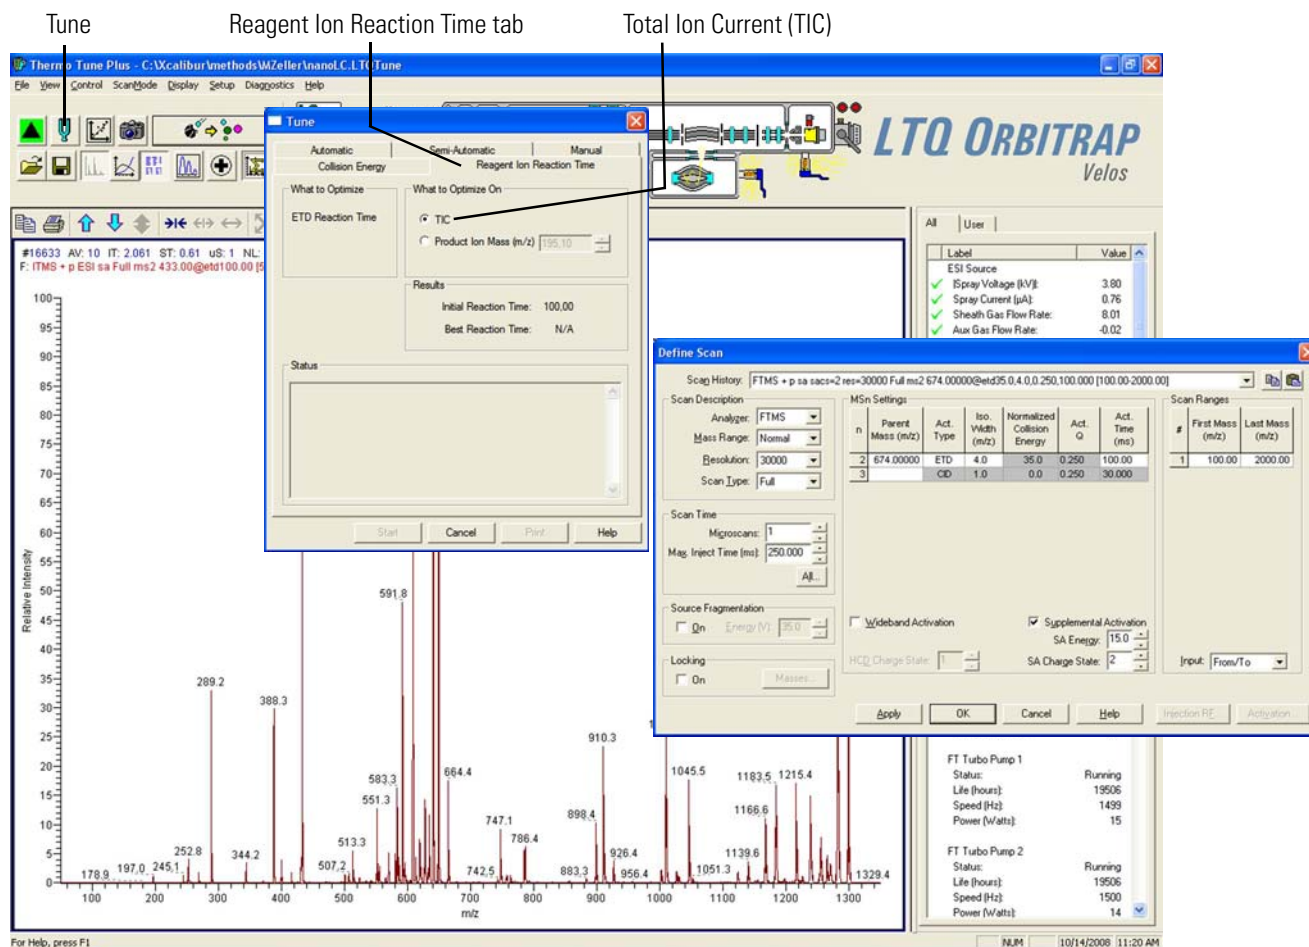 Tune Reagent Ion Reaction Time tab Total Ion Current (TIC)
Thermo Tune Plus - C:\Xcalibur\methods\MZeller\nanoLC.LTQTune
File View Control ScanMode Display Setup Diagnostics Help
LTQ ORBITRAP
Velos
#16633 AV: 10 IT: 2.061 ST: 0.61 uS: 1 NL:
F: ITMS + p ESI sa Full ms2 433.00@etd100.00
Tune
Automatic Semi-Automatic Manual
Collision Energy Reagent Ion Reaction Time
What to Optimize
ETD Reaction Time
What to Optimize On
TIC
Product Ion Mass (m/z) 195,10
Results
Initial Reaction Time: 100,00
Best Reaction Time: N/A
Status
Start Cancel Print Help
All User
Label Value
ESI Source
|Spray Voltage (kV)|: 3.80
Spray Current (µA): 0.76
Sheath Gas Flow Rate: 8.01
Aux Gas Flow Rate: -0.02
Define Scan
Scan History: FTMS + p sa sacs=2 res=30000 Full ms2 674.00000@etd35.0,4.0,0.250,100.000 [100.00-2000.00]
Scan Description
Analyzer: FTMS
Mass Range: Normal
Resolution: 30000
Scan Type: Full
Scan Time
Microscans: 1
Max. Inject Time (ms): 250.000
All...
Source Fragmentation
On Energy (V): 35.0
Locking
On Masses...
MSn Settings
n Parent Mass (m/z) Act. Type Iso. Width (m/z) Normalized Collision Energy Act. Q Act. Time (ms)
2 674.00000 ETD 4.0 35.0 0.250 100.00
3 CID 1.0 0.0 0.250 30.000
Wideband Activation
Supplemental Activation
SA Energy: 15.0
HCD Charge State: 1
SA Charge State: 2
Scan Ranges
# First Mass (m/z) Last Mass (m/z)
1 100.00 2000.00
Input: From/To
Apply OK Cancel Help Injection RF... Activation...
Relative Intensity
100
95
90
85
80
75
70
65
60
55
50
45
40
35
30
25
20
15
10
5
0
178.9
197.0
245.1
252.8
289.2
344.2
388.3
507.2
513.3
551.3
583.3
591.8
664.4
742.5
747.1
786.4
883.3
898.4
910.3
926.4
956.4
1045.5
1051.3
1139.6
1166.6
1183.5
1215.4
1329.4
100 200 300 400 500 600 700 800 900 1000 1100 1200 1300
m/z
FT Turbo Pump 1
Status: Running
Life (hours): 19506
Speed (Hz): 1499
Power (Watts): 15
FT Turbo Pump 2
Status: Running
Life (hours): 19506
Speed (Hz): 1500
Power (Watts): 14
For Help, press F1 NUM 10/14/2008 11:20 AM